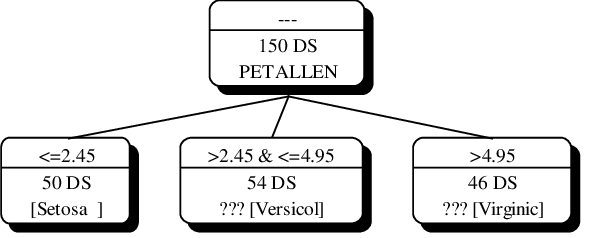 ---
150 DS
PETALLEN
<=2.45
50 DS
[Setosa  ]
>2.45 & <=4.95
54 DS
??? [Versicol]
>4.95
46 DS
??? [Virginic]